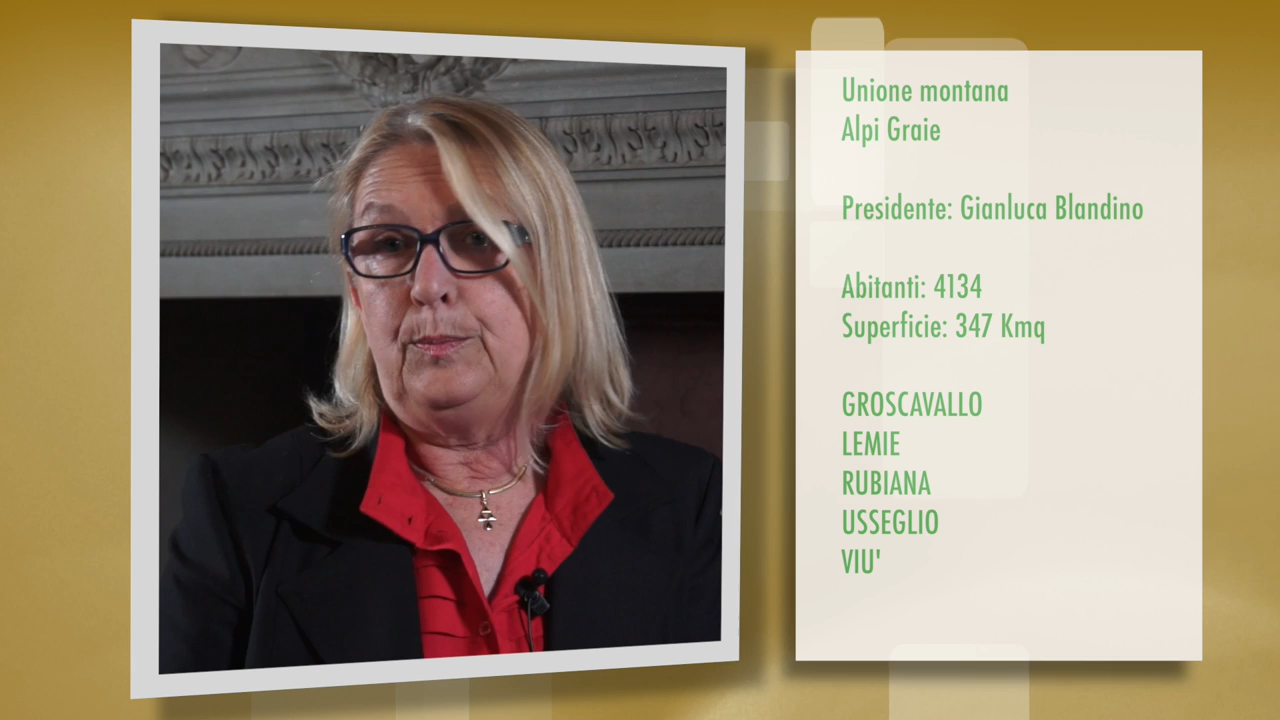 Unione montana
Alpi Graie
Presidente: Gianluca Blandino
Abitanti: 4134
Superficie: 347 Kmq
GROSCAVALLO
LEMIE
RUBIANA
USSEGLIO
VIU'